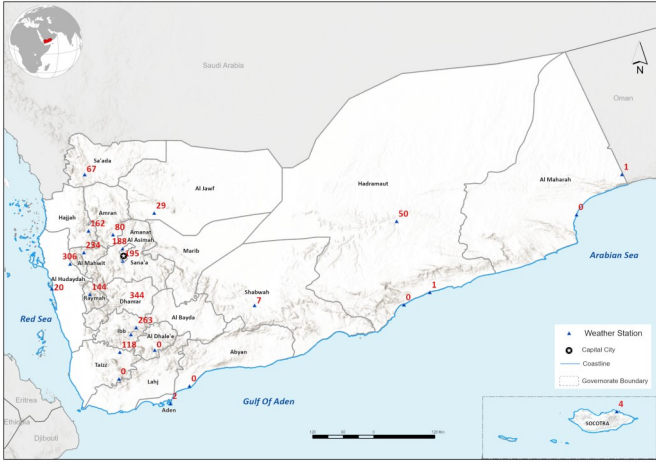 Saudi Arabia
N
Oman
Sa'ada
67
Al Jawf
29
Hadramaut
50
Al Maharah
1
0
Hajjah
Amran
162
80
Amanat
Al Asimah
188
234
306
Al Mahwit
195
Sana'a
Marib
Arabian Sea
Al Hudaydah
20
144
Raymah
344
Dhamar
Shabwah
7
1
0
Red Sea
263
Ibb
Al Bayda
Al Dhale'e
0
118
Abyan
Taizz
0
Lahj
0
2
Aden
Gulf Of Aden
Eritrea
Ethiopia
Djibouti
Weather Station
Capital City
Coastline
Governorate Boundary
4
SOCOTRA